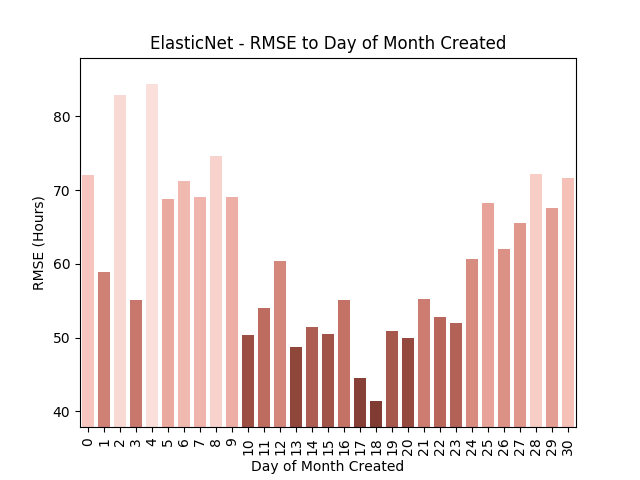 ElasticNet - RMSE to Day of Month Created
80
70
60
50
40
RMSE (Hours)
0 1 2 3 4 5 6 7 8 9 10 11 12 13 14 15 16 17 18 19 20 21 22 23 24 25 26 27 28 29 30
Day of Month Created